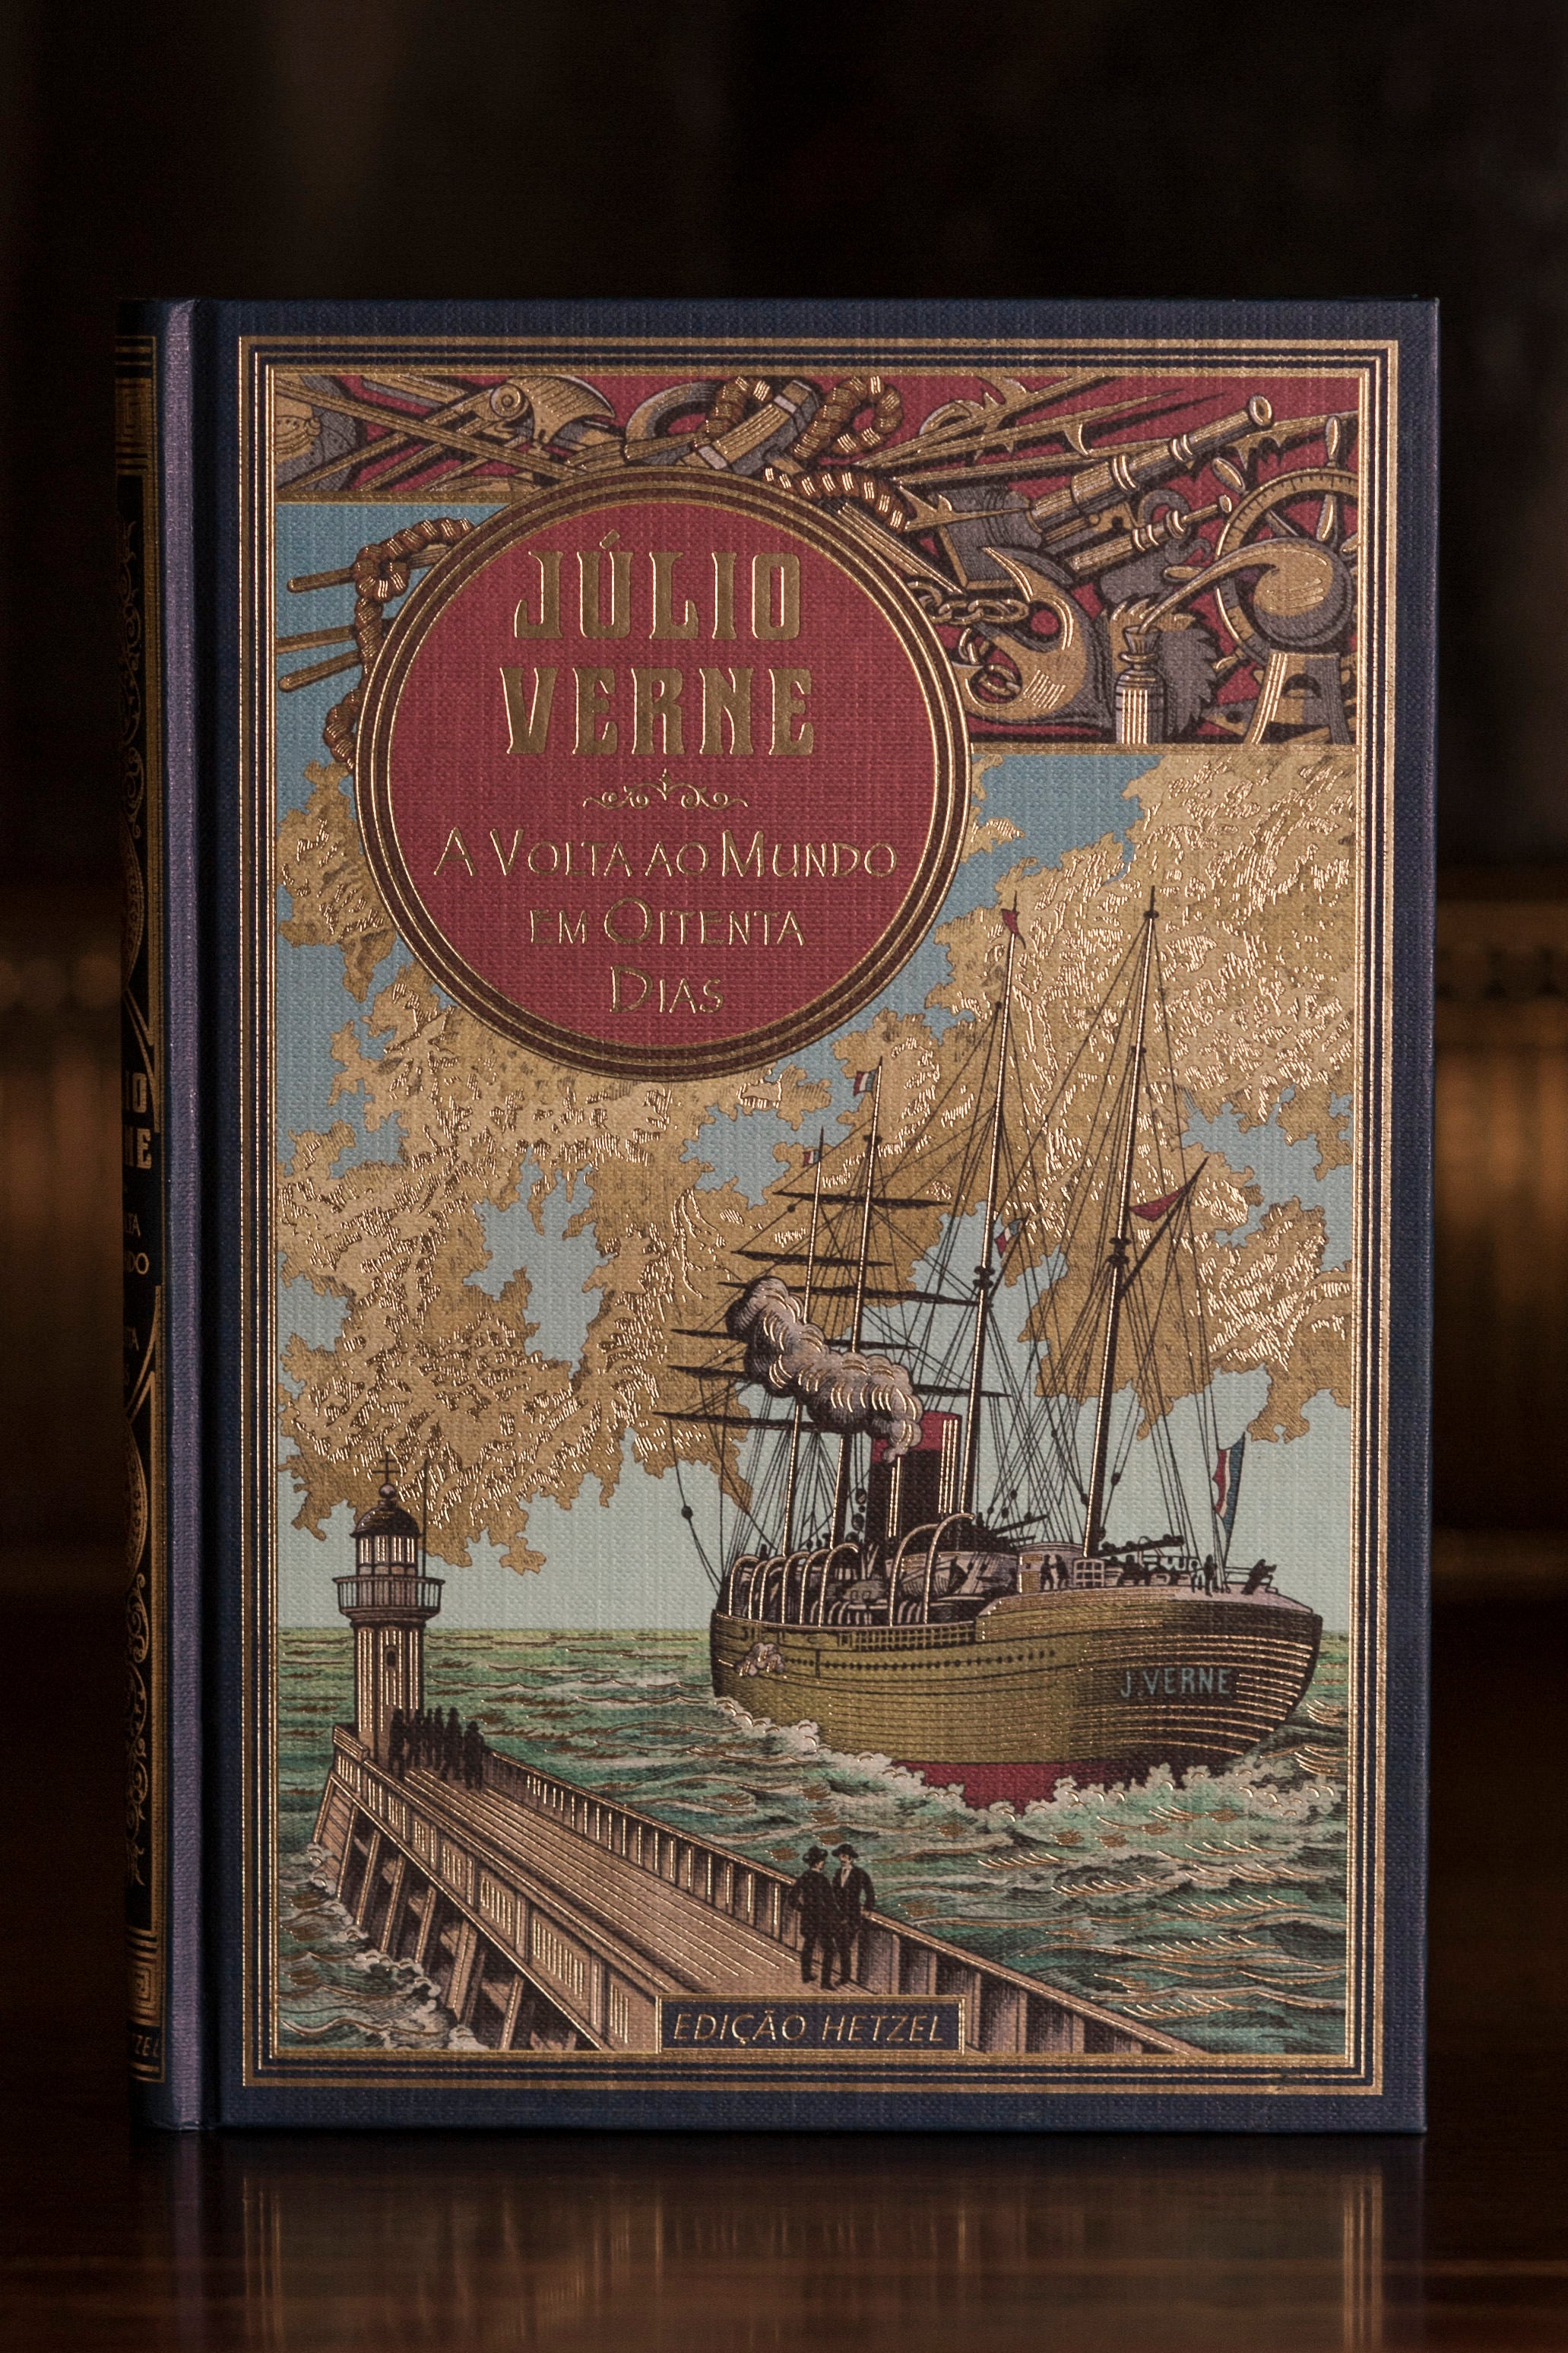 JÚLIO
VERNE
A VOLTA AO MUNDO
EM OITENTA
DIAS
J. VERNE
EDIÇÃO HETZEL